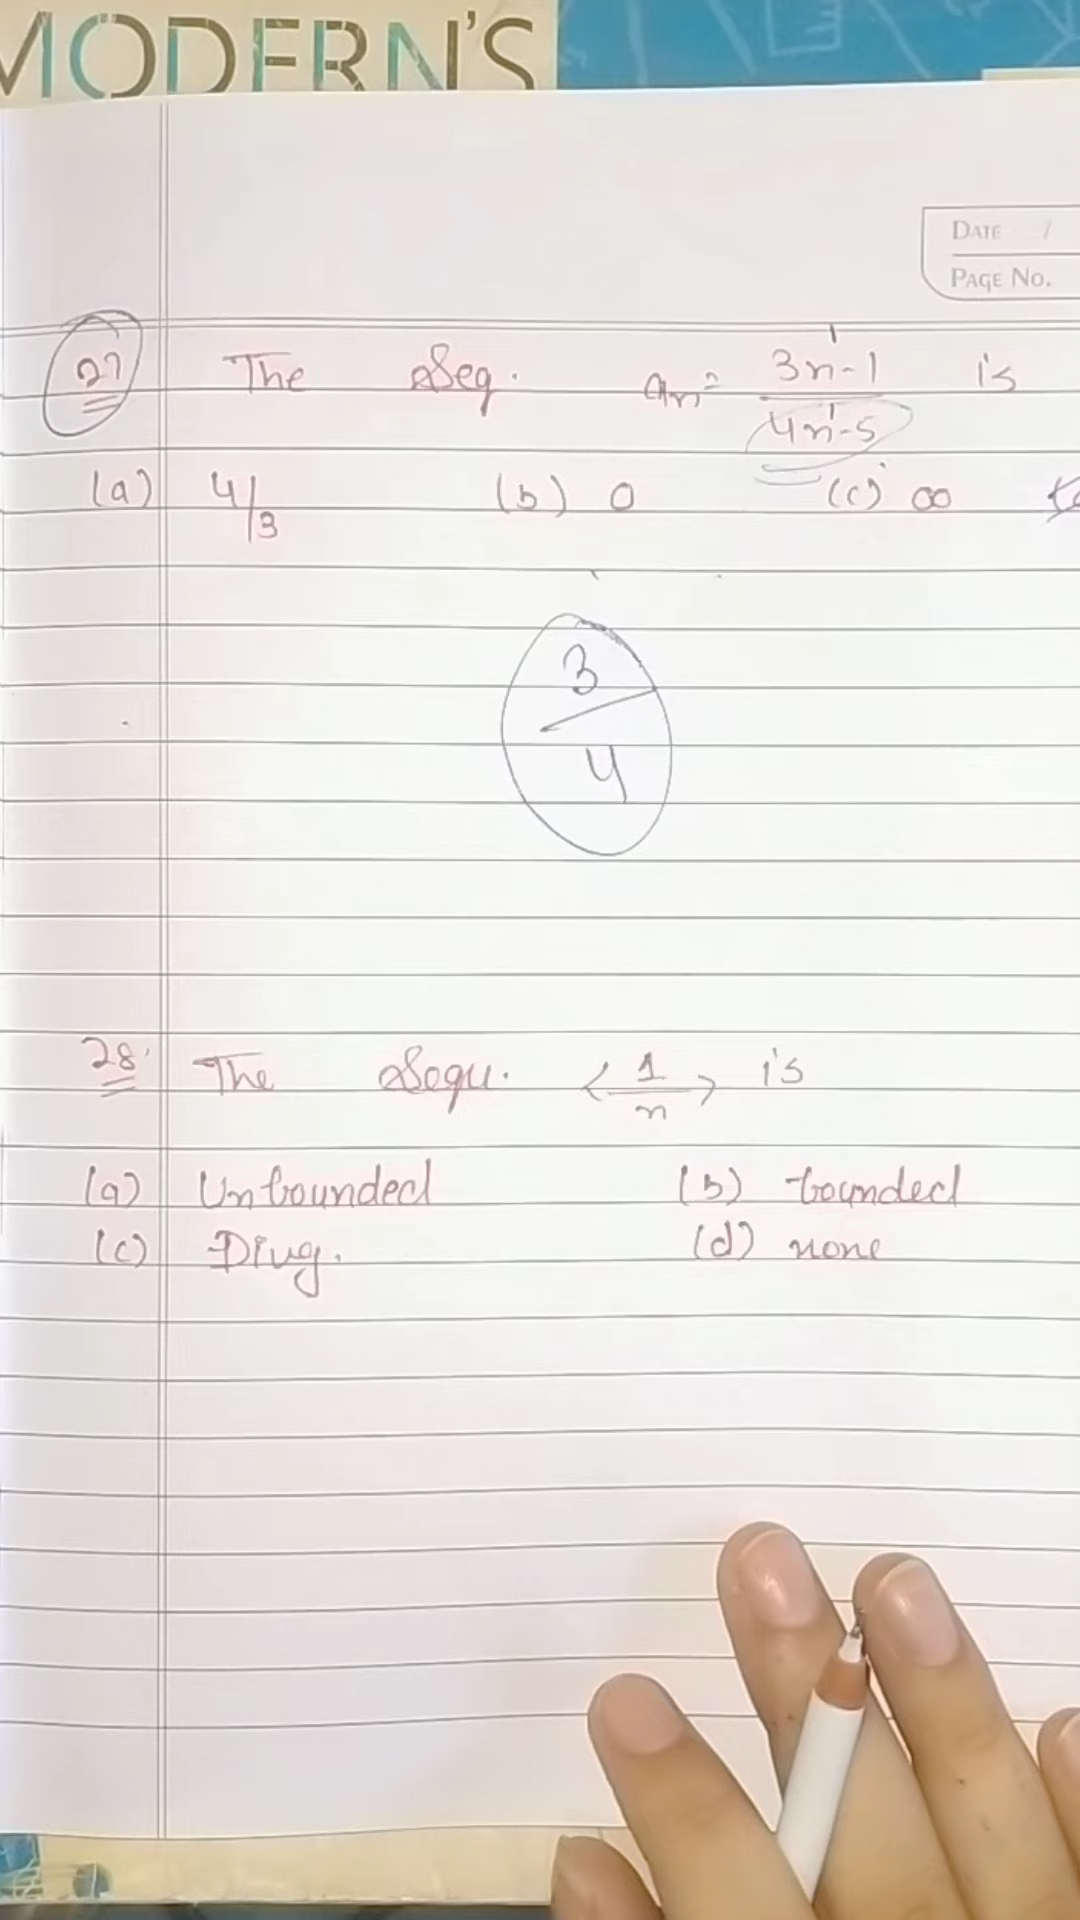 MODERN'S
DATE /
PAGE NO.
27 The Seq. an = 3n-1 / 4n-5 is
(a) 4/3 (b) 0 (c) ∞
3/4
28. The Sequ. < 1/n > is
(a) Unbounded (b) bounded
(c) Divg. (d) none